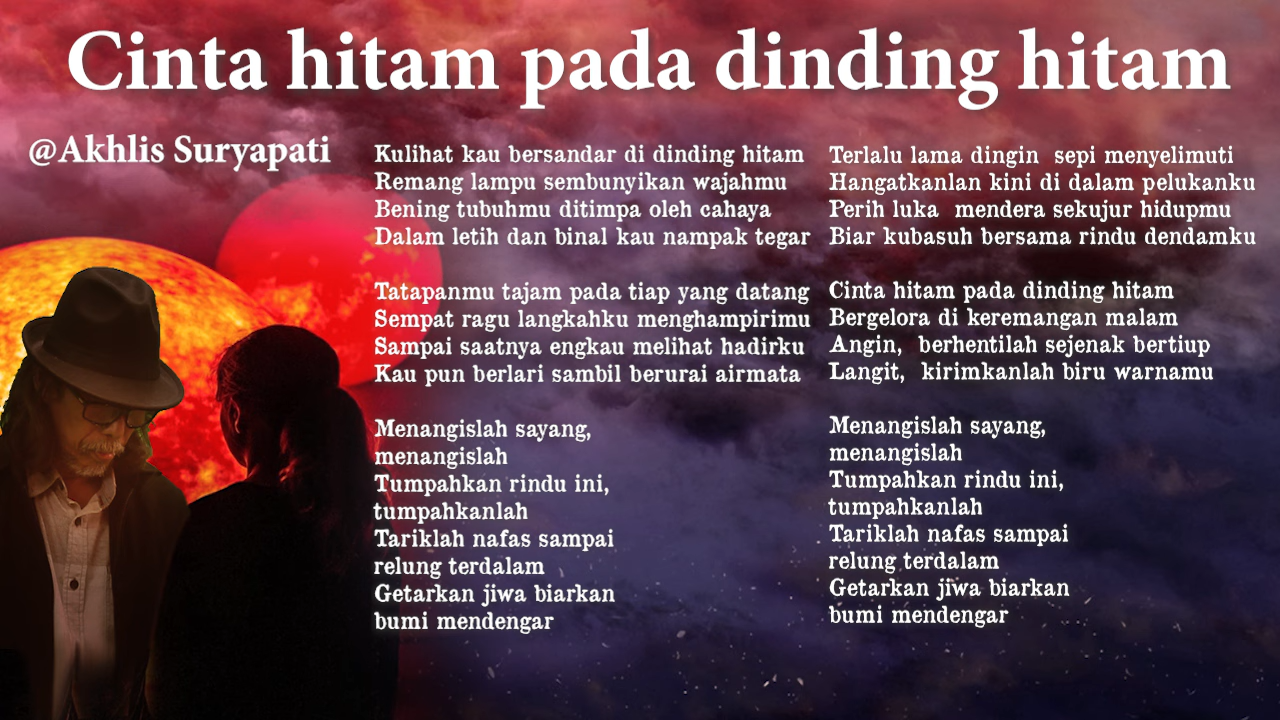 Cinta hitam pada dinding hitam
@Akhlis Suryapati
Kulihat kau bersandar di dinding hitam
Remang lampu sembunyikan wajahmu
Bening tubuhmu ditimpa oleh cahaya
Dalam letih dan binal kau nampak tegar
Tatapanmu tajam pada tiap yang datang
Sempat ragu langkahku menghampirimu
Sampai saatnya engkau melihat hadirku
Kau pun berlari sambil berurai airmata
Menangislah sayang,
menangislah
Tumpahkan rindu ini,
tumpahkanlah
Tariklah nafas sampai
relung terdalam
Getarkan jiwa biarkan
bumi mendengar
Terlalu lama dingin  sepi menyelimuti
Hangatkanlan kini di dalam pelukanku
Perih luka  mendera sekujur hidupmu
Biar kubasuh bersama rindu dendamku
Cinta hitam pada dinding hitam
Bergelora di keremangan malam
Angin,  berhentilah sejenak bertiup
Langit,  kirimkanlah biru warnamu
Menangislah sayang,
menangislah
Tumpahkan rindu ini,
tumpahkanlah
Tariklah nafas sampai
relung terdalam
Getarkan jiwa biarkan
bumi mendengar